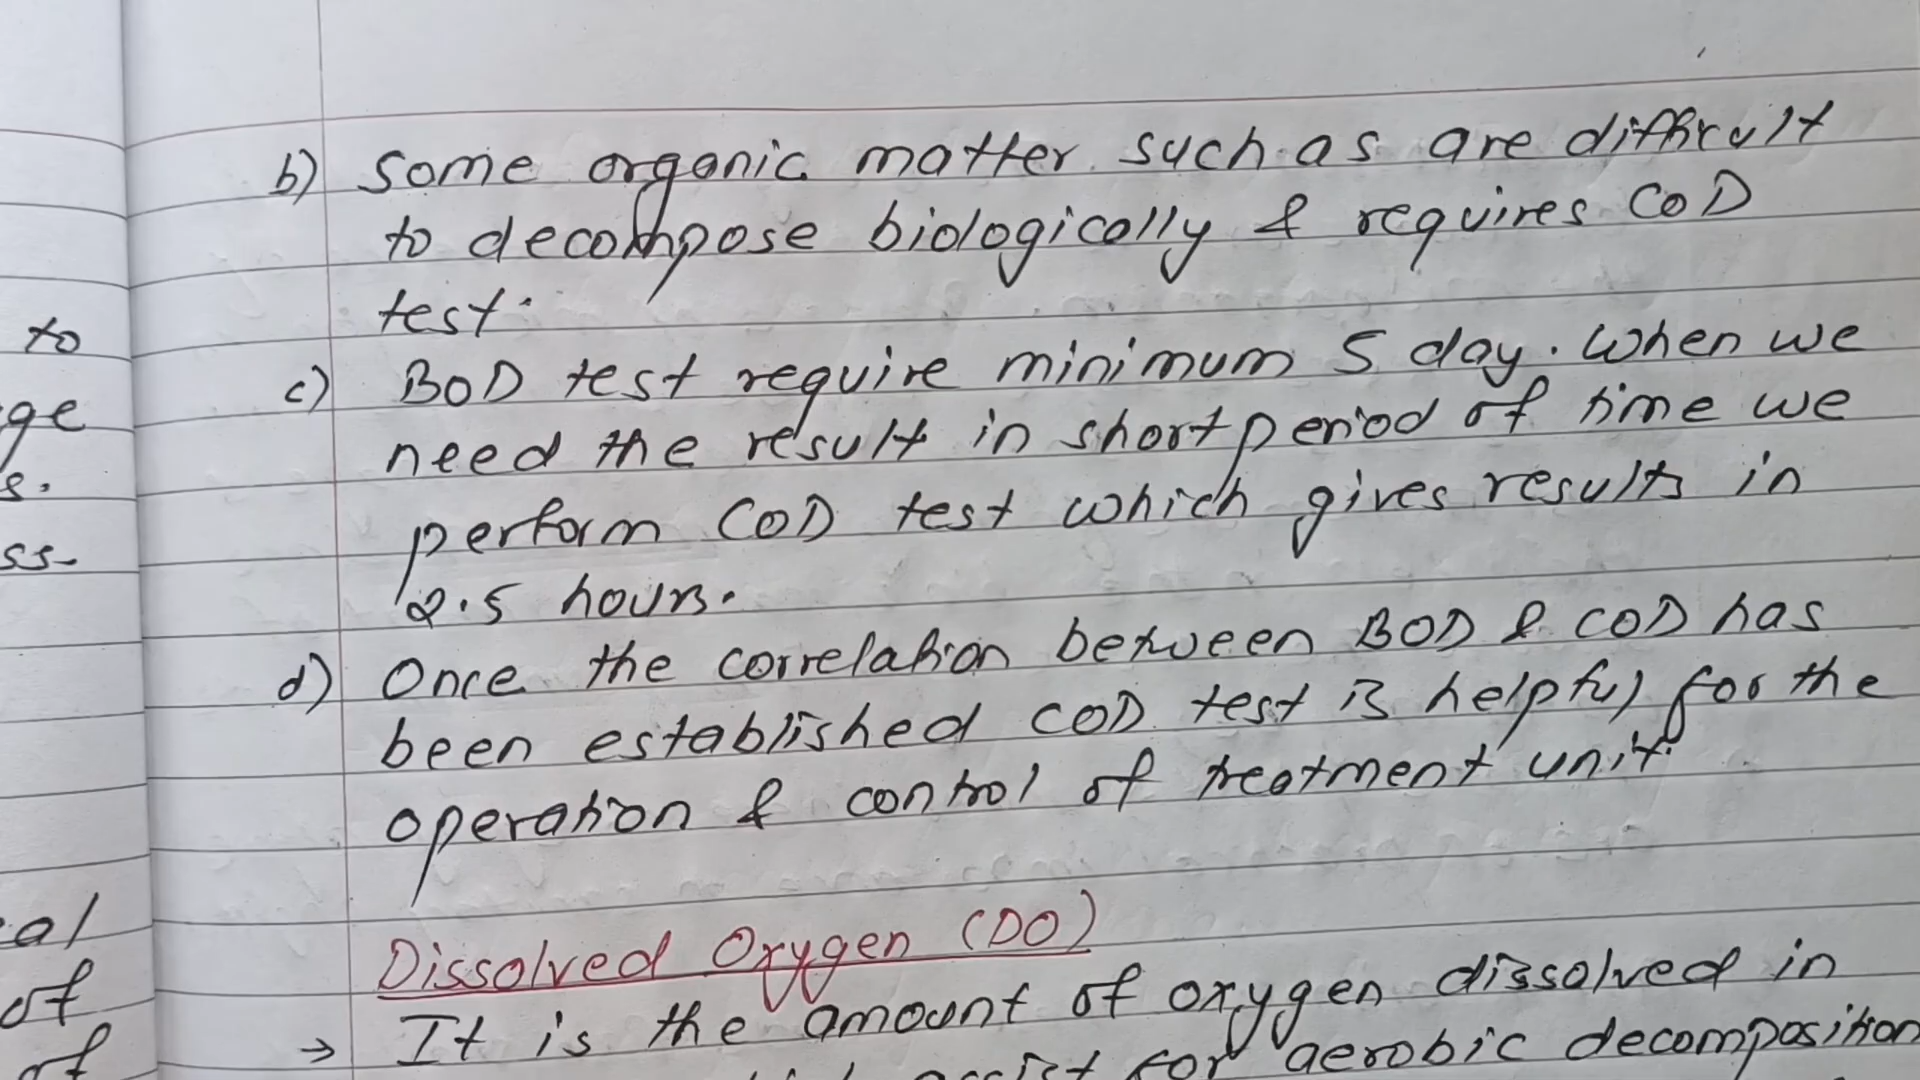 b) Some organic matter such as are difficult
to decompose biologically & requires COD
test.
c) BOD test require minimum 5 day. When we
need the result in short period of time we
perform COD test which gives results in
2.5 hours.
d) Once the correlation between BOD & COD has
been established COD test is helpful for the
operation & control of treatment unit.
Dissolved Oxygen (DO)
→ It is the amount of oxygen dissolved in
assist for aerobic decomposition
to
ge
s.
ss-
al
of
of